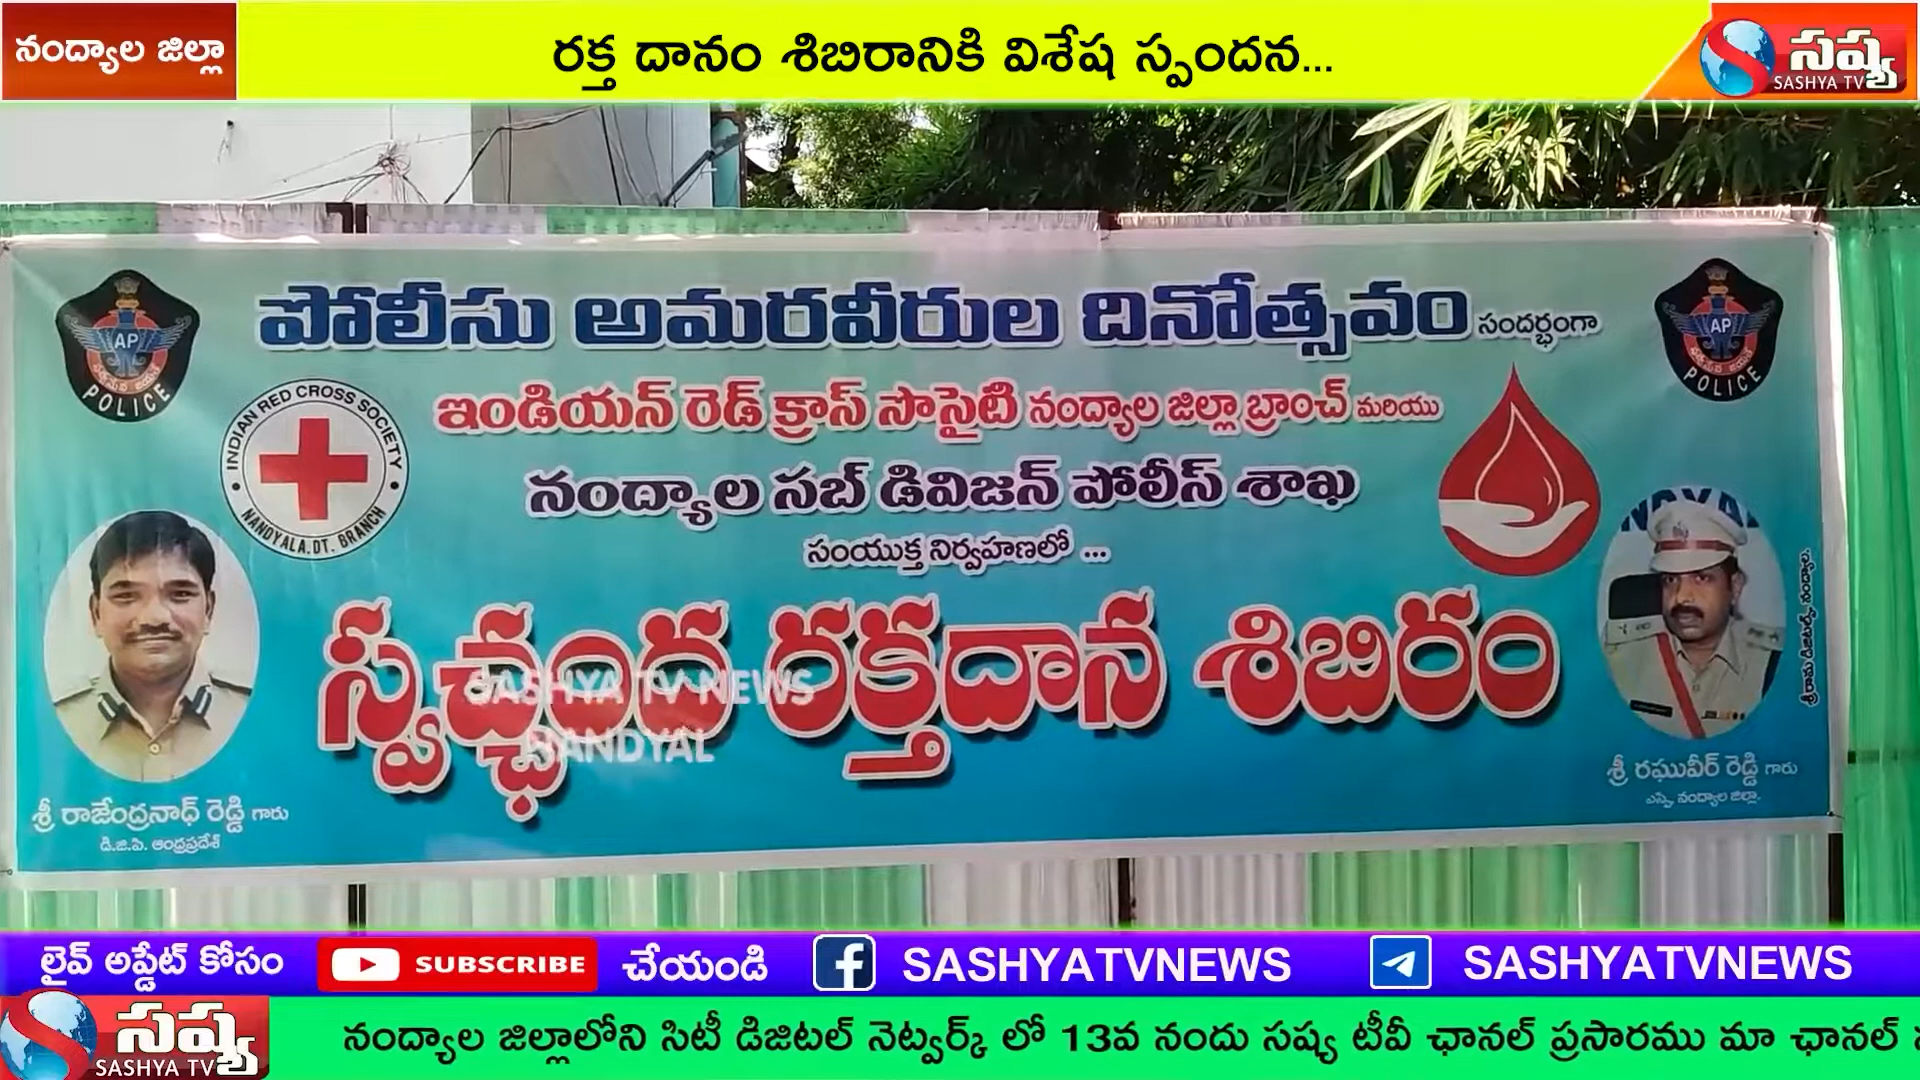 నంద్యాల జిల్లా
రక్త దానం శిబిరానికి విశేష స్పందన...
సష్య
SASHYA TV
పోలీసు అమరవీరుల దినోత్సవం సందర్భంగా
AP
POLICE
AP
POLICE
ఇండియన్ రెడ్ క్రాస్ సొసైటి నంద్యాల జిల్లా బ్రాంచ్ మరియు
INDIAN RED CROSS SOCIETY
NANDYALA.DT. BRANCH
నంద్యాల సబ్ డివిజన్ పోలీస్ శాఖ
సంయుక్త నిర్వహణలో ...
స్వచ్ఛంద రక్తదాన శిబిరం
SASHYA TV NEWS
NANDYAL
శ్రీ రాజేంద్రనాధ్ రెడ్డి గారు
డి.జి.పి. ఆంధ్రప్రదేశ్
శ్రీ రఘువీర్ రెడ్డి గారు
ఎస్పి, నంద్యాల జిల్లా.
లైవ్ అప్డేట్ కోసం
SUBSCRIBE
చేయండి
SASHYATVNEWS
SASHYATVNEWS
సష్య
SASHYA TV
నంద్యాల జిల్లాలోని సిటీ డిజిటల్ నెట్వర్క్ లో 13వ నందు సష్య టీవీ ఛానల్ ప్రసారము మా ఛానల్